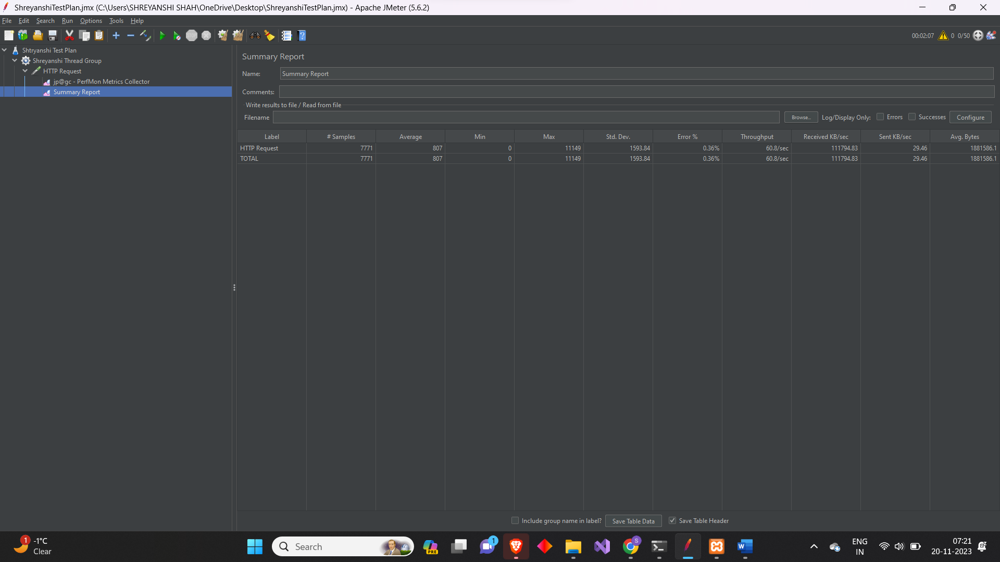 ShreyanshiTestPlan.jmx (C:\Users\SHREYANSHI SHAH\OneDrive\Desktop\ShreyanshiTestPlan.jmx) - Apache JMeter (5.6.2)
File Edit Search Run Options Tools Help
00:02:07 0 0/50
Shtryanshi Test Plan
Shreyanshi Thread Group
HTTP Request
jp@gc - PerfMon Metrics Collector
Summary Report
Summary Report
Name: Summary Report
Comments:
Write results to file / Read from file
Filename Browse... Log/Display Only: Errors Successes Configure
Label # Samples Average Min Max Std. Dev. Error % Throughput Received KB/sec Sent KB/sec Avg. Bytes
HTTP Request 7771 807 0 11149 1593.84 0.36% 60.8/sec 111794.83 29.46 1881586.1
TOTAL 7771 807 0 11149 1593.84 0.36% 60.8/sec 111794.83 29.46 1881586.1
Include group name in label? Save Table Data Save Table Header
1 -1°C
Clear
Search
PRE
1
S
ENG
IN
07:21
20-11-2023